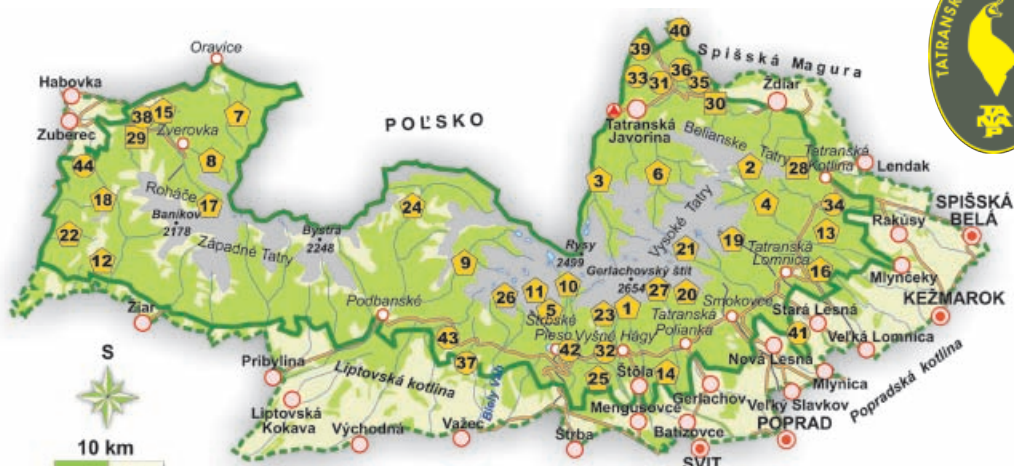 40
TATRANSK
TANAP
39
Spišská Magura
Oravice
36
33
31
35
Habovka
Ždiar
30
38
15
7
POĽSKO
Tatranská
Javorina
Zuberec
29
Zverovka
Belianske Tatry
Tatranská
Kotlina
8
2
28
Lendak
44
6
3
Roháče
SPIŠSKÁ
BELÁ
18
17
24
4
34
Baníkov
2178
Vysoké Tatry
Rakúsy
13
22
Bystrá
2248
Západné Tatry
Rysy
2499
21
19
Tatranská
Lomnica
12
9
Gerlachovský štít
2654
16
Mlynčeky
11
10
27
20
26
Smokovce
KEŽMAROK
Žiar
Podbanské
5
23
1
Tatranská
Polianka
Stará Lesná
Štrbské
Pleso
Vyšné Hágy
43
41
Veľká Lomnica
S
42
32
Nová Lesná
Pribylina
37
Štôla
Liptovská kotlina
25
14
Mlynica
Gerlachov
Popradská kotlina
Biely Váh
Veľký Slavkov
Liptovská
Kokava
Mengusovce
POPRAD
Východná
Važec
Batizovce
10 km
Štrba
SVIT